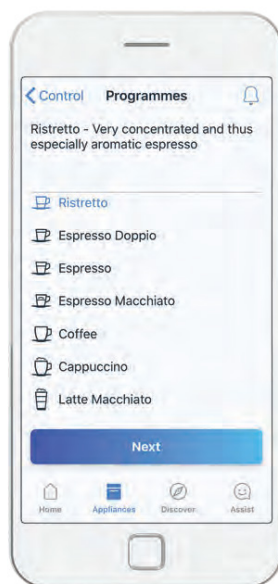 Control Programmes
Ristretto - Very concentrated and thus
especially aromatic espresso
Ristretto
Espresso Doppio
Espresso
Espresso Macchiato
Coffee
Cappuccino
Latte Macchiato
Next
Home Appliances Discover Assist